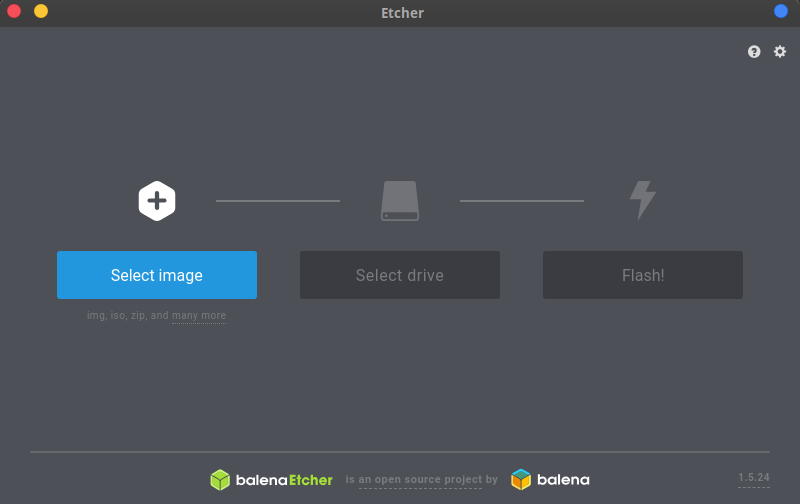 Etcher
Select image
Select drive
Flash!
img, iso, zip, and many more
balenaEtcher is an open source project by balena
1.5.24